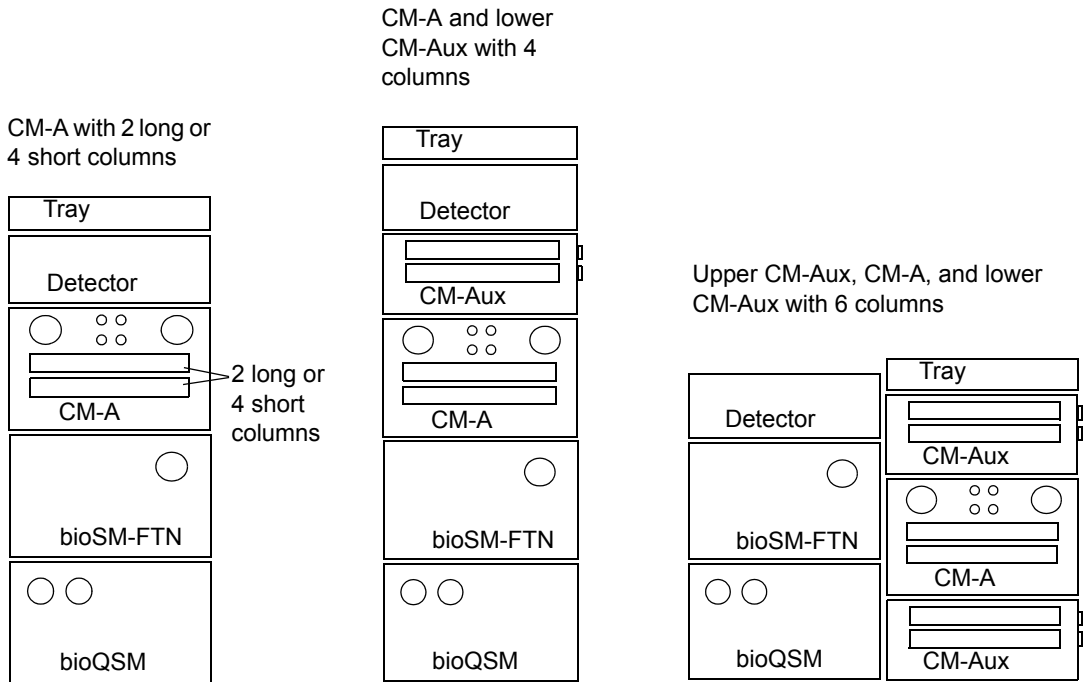 CM-A with 2 long or
4 short columns
Tray
Detector
CM-A
2 long or
4 short
columns
bioSM-FTN
bioQSM
CM-A and lower
CM-Aux with 4
columns
Tray
Detector
CM-Aux
CM-A
bioSM-FTN
bioQSM
Upper CM-Aux, CM-A, and lower
CM-Aux with 6 columns
Detector
bioSM-FTN
bioQSM
Tray
CM-Aux
CM-A
CM-Aux